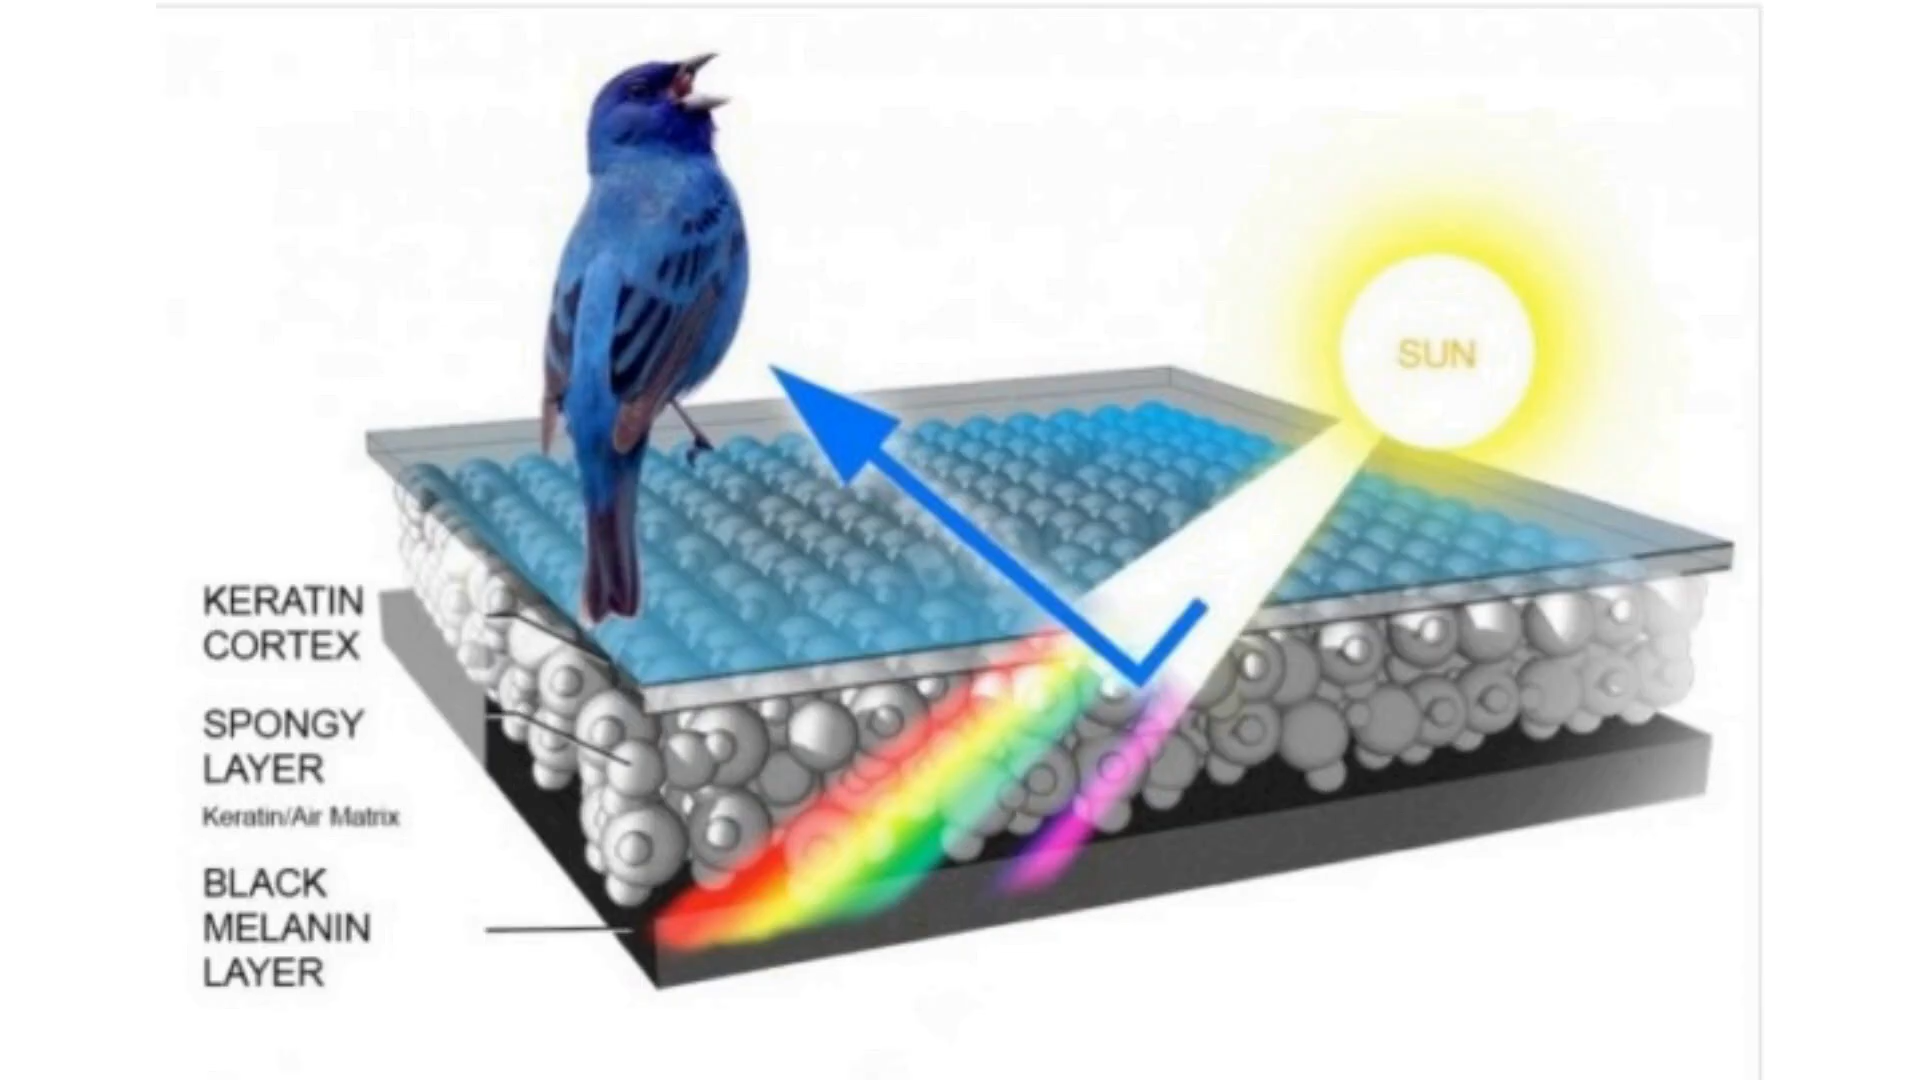 SUN
KERATIN
CORTEX
SPONGY
LAYER
Keratin/Air Matrix
BLACK
MELANIN
LAYER